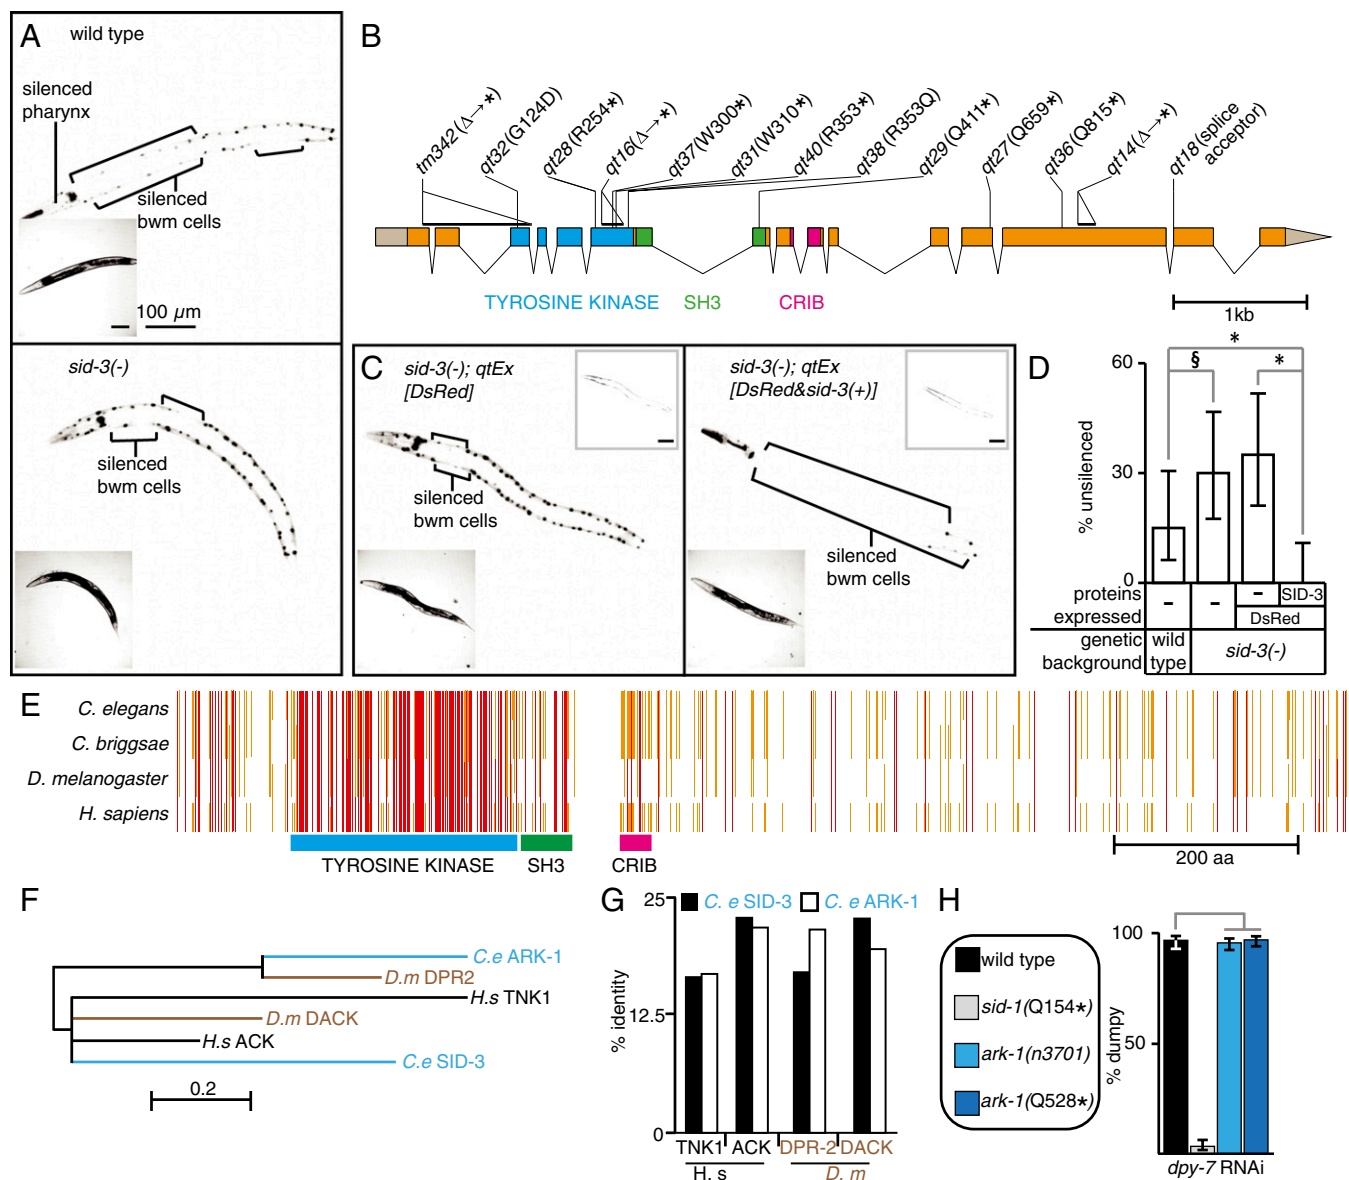 A
wild type
silenced
pharynx
silenced
bwm cells
100 µm
sid-3(-)
silenced
bwm cells
B
tm342 (Δ→*)
qt32 (G124D)
qt28 (R254*)
qt16 (Δ→*)
qt37 (W300*)
qt31 (W310*)
qt40 (R353*)
qt38 (R353Q)
qt29 (Q411*)
qt27 (Q659*)
qt36 (Q815*)
qt14 (Δ→*)
qt18 (splice
acceptor)
TYROSINE KINASE
SH3
CRIB
1kb
C
sid-3(-); qtEx
[DsRed]
silenced
bwm cells
sid-3(-); qtEx
[DsRed&sid-3(+)]
silenced
bwm cells
D
% unsilenced
60
30
0
*
§
*
proteins
expressed
-
-
-
SID-3
DsRed
genetic
background
wild
type
sid-3(-)
E
C. elegans
C. briggsae
D. melanogaster
H. sapiens
TYROSINE KINASE
SH3
CRIB
200 aa
F
C.e ARK-1
D.m DPR2
H.s TNK1
D.m DACK
H.s ACK
C.e SID-3
0.2
G
C. e SID-3
C. e ARK-1
% identity
25
12.5
0
TNK1
ACK
DPR-2
DACK
H. s
D. m
H
wild type
sid-1(Q154*)
ark-1(n3701)
ark-1(Q528*)
% dumpy
100
50
dpy-7 RNAi